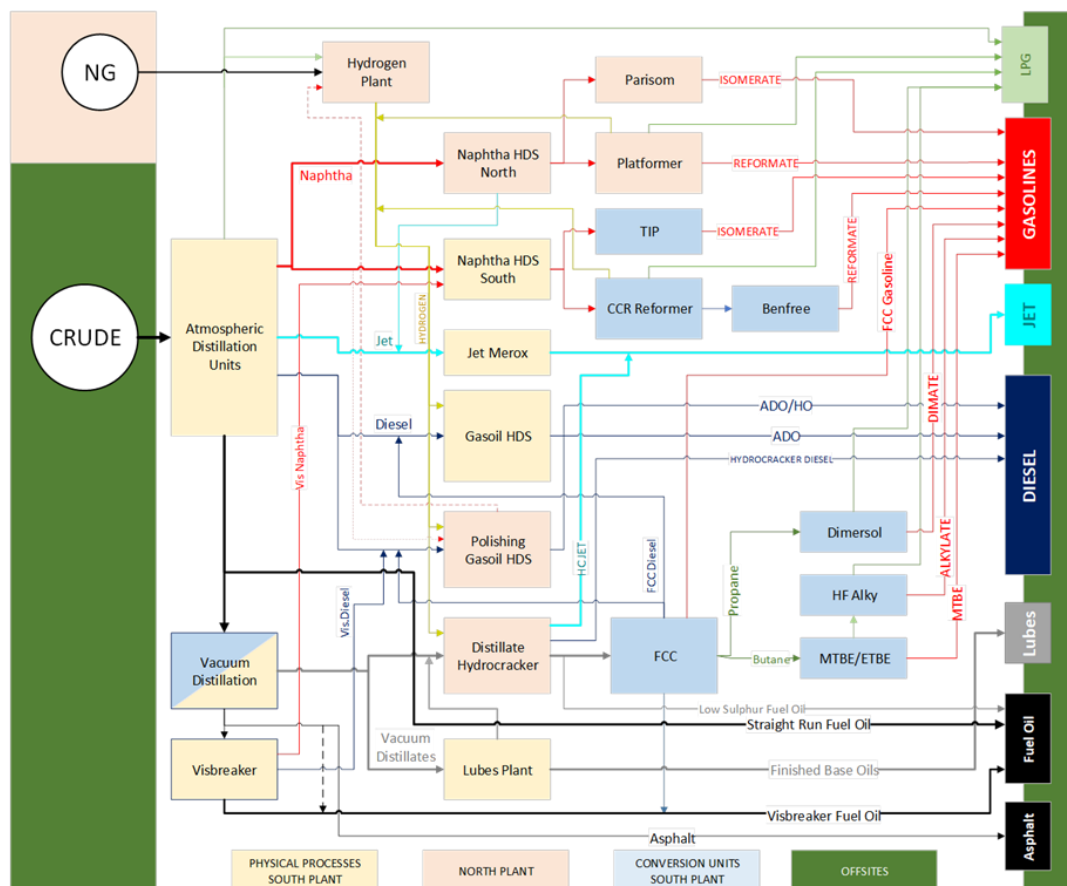 NG
Hydrogen
Plant
Parisom
ISOMERATE
LPG
Naphtha HDS
North
Platformer
REFORMATE
Naphtha
GASOLINES
TIP
ISOMERATE
Naphtha HDS
South
REFORMATE
FCC Gasoline
CCR Reformer
Benfree
HYDROGEN
CRUDE
Atmospheric
Distillation
Units
Jet
Jet Merox
JET
Vis Naphtha
Diesel
Gasoil HDS
ADO/HO
ADO
HYDROCRACKER DIESEL
DIMATE
DIESEL
Polishing
Gasoil HDS
HCJET
FCC Diesel
Dimersol
Propane
ALKYLATE
Vis.Diesel
HF Alky
MTBE
Vacuum
Distillation
Distillate
Hydrocracker
FCC
Butane
MTBE/ETBE
Lubes
Low Sulphur Fuel Oil
Straight Run Fuel Oil
Vacuum
Distillates
Fuel Oil
Visbreaker
Lubes Plant
Finished Base Oils
Visbreaker Fuel Oil
Asphalt
Asphalt
PHYSICAL PROCESSES
SOUTH PLANT
NORTH PLANT
CONVERSION UNITS
SOUTH PLANT
OFFSITES